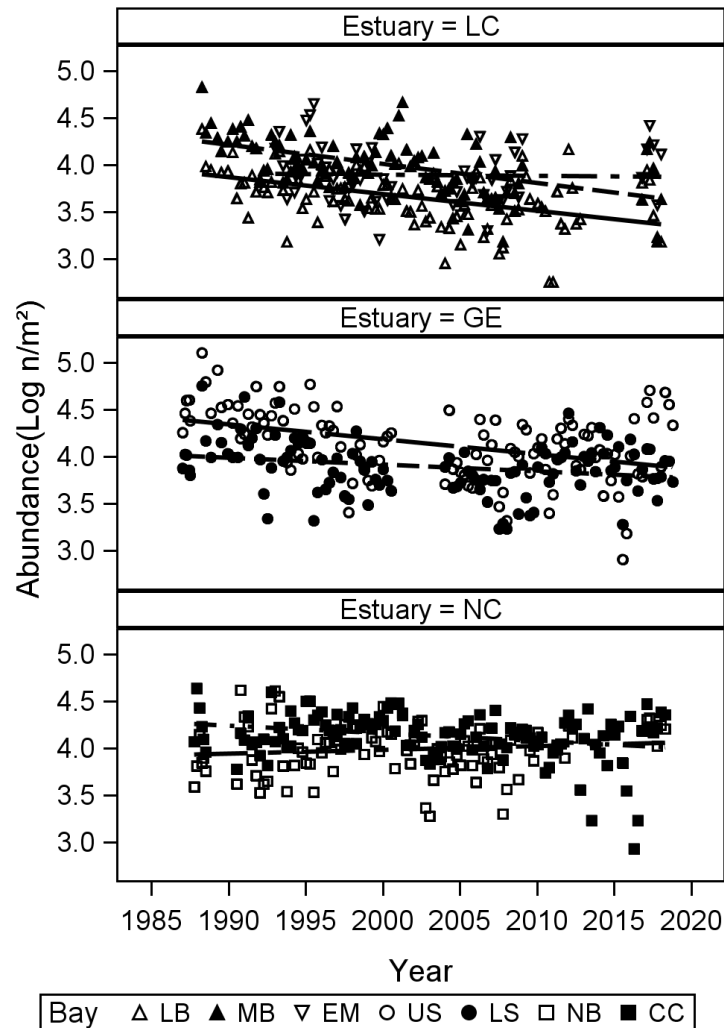 Estuary = LC
5.0
4.5
4.0
3.5
3.0
Estuary = GE
5.0
4.5
4.0
3.5
3.0
Estuary = NC
5.0
4.5
4.0
3.5
3.0
Abundance(Log n/m²)
1985 1990 1995 2000 2005 2010 2015 2020
Year
Bay △ LB ▲ MB ▽ EM ○ US ● LS □ NB ■ CC